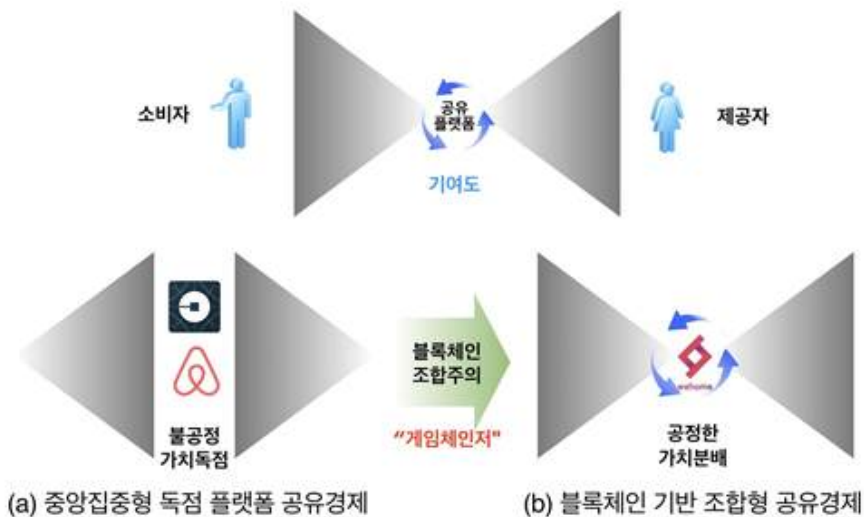 소비자
공유
플랫폼
제공자
기여도
블록체인
조합주의
"게임체인저"
불공정
가치독점
wehome
공정한
가치분배
(a) 중앙집중형 독점 플랫폼 공유경제
(b) 블록체인 기반 조합형 공유경제